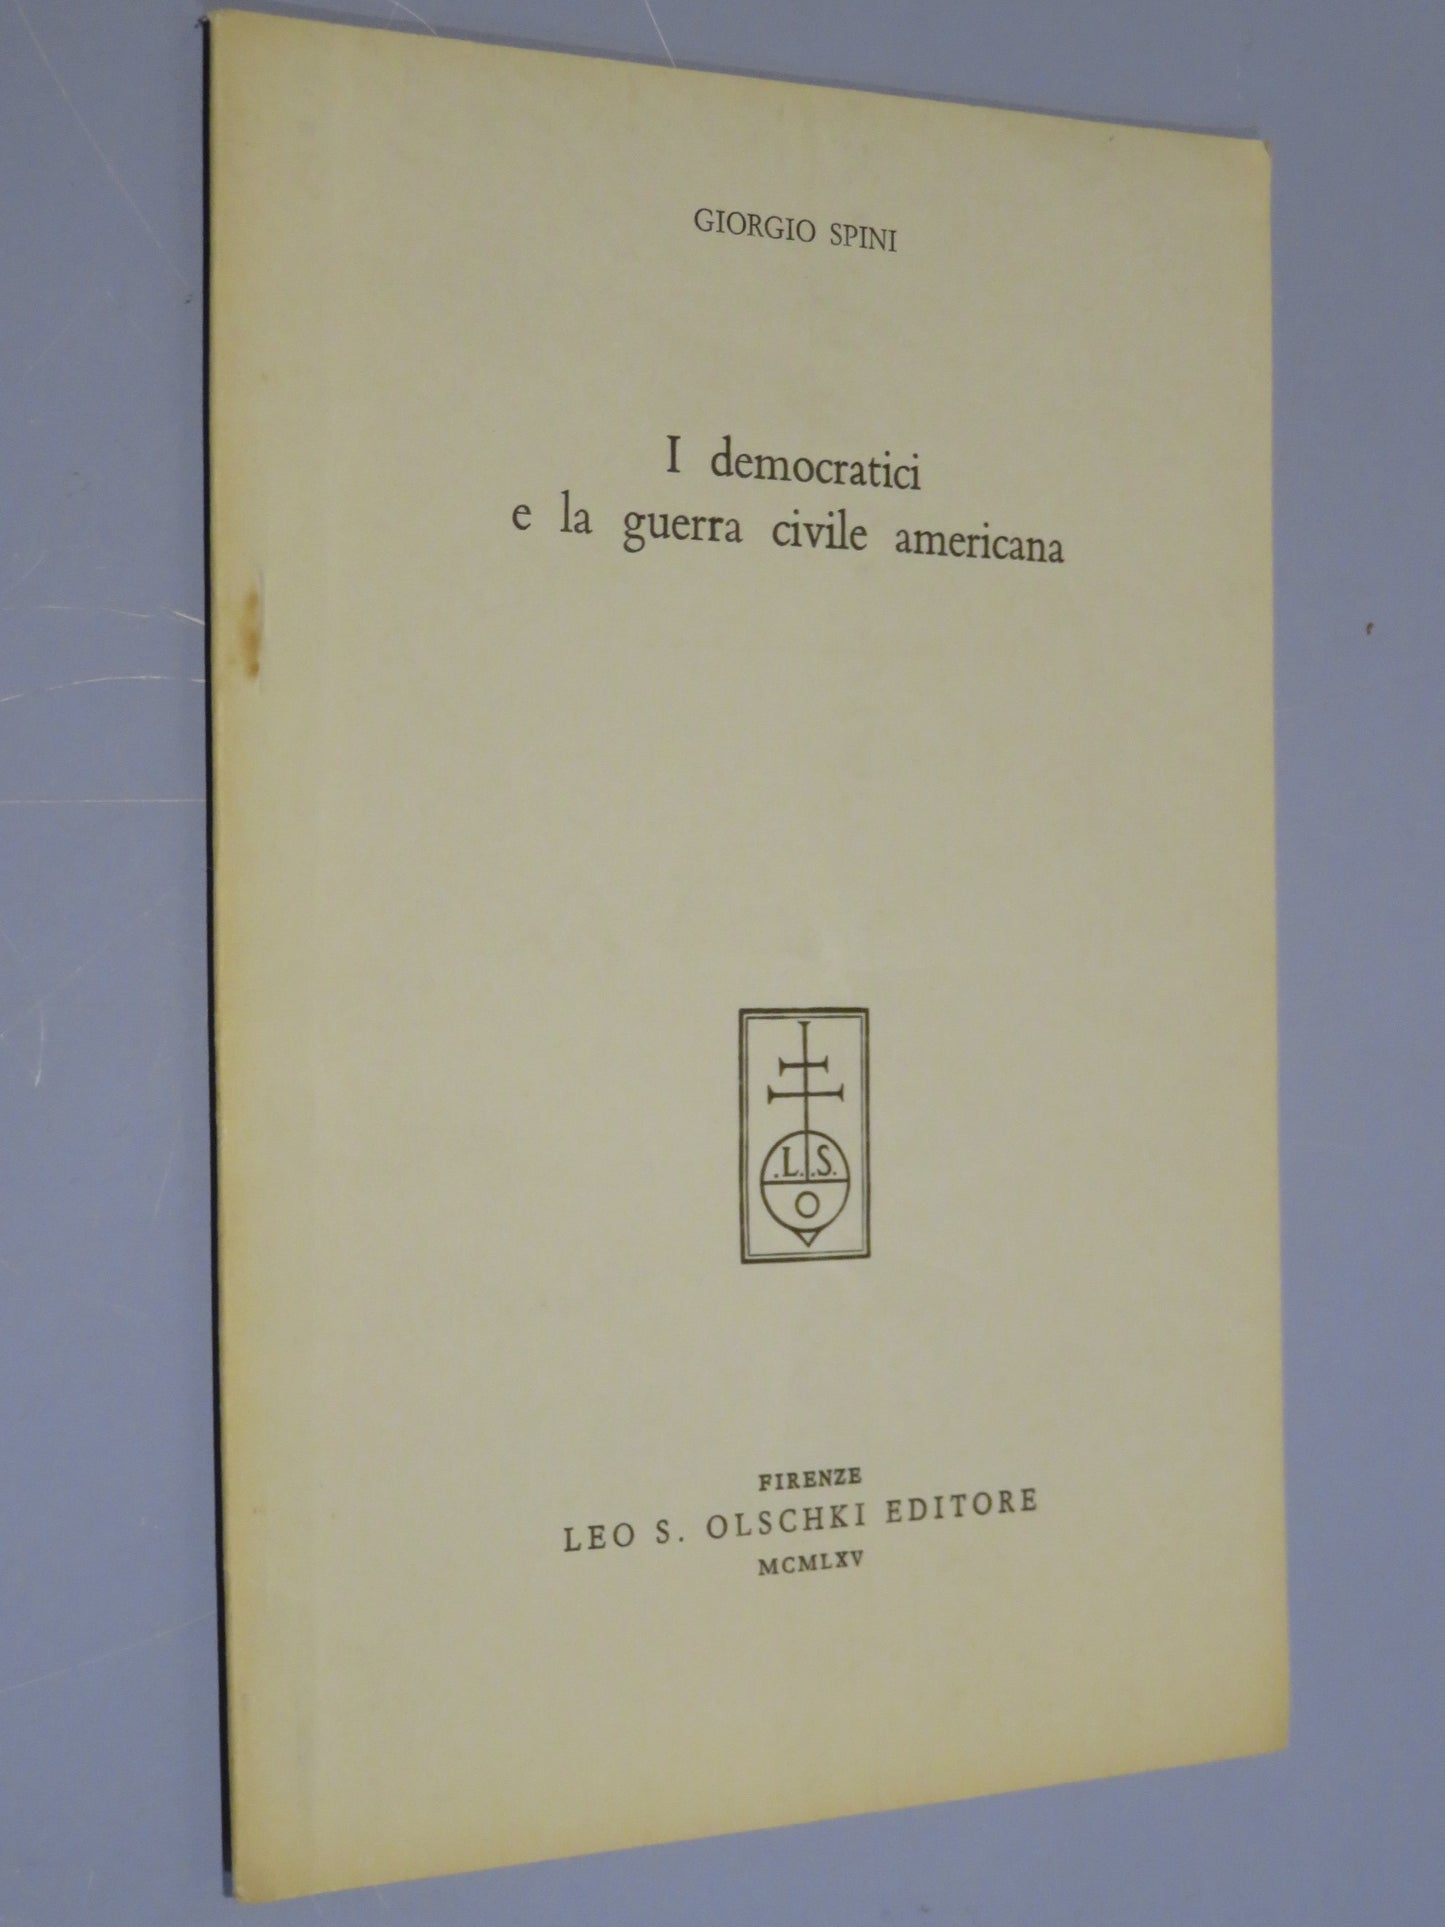 GIORGIO SPINI
I democratici
e la guerra civile americana
.L. .S.
O
FIRENZE
LEO S. OLSCHKI EDITORE
MCMLXV